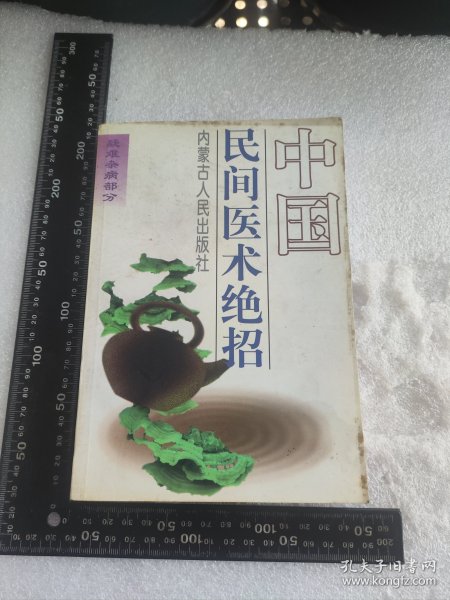 中国
民间医术绝招
内蒙古人民出版社
疑难杂病部分
孔夫子旧书网
www.kongfz.com